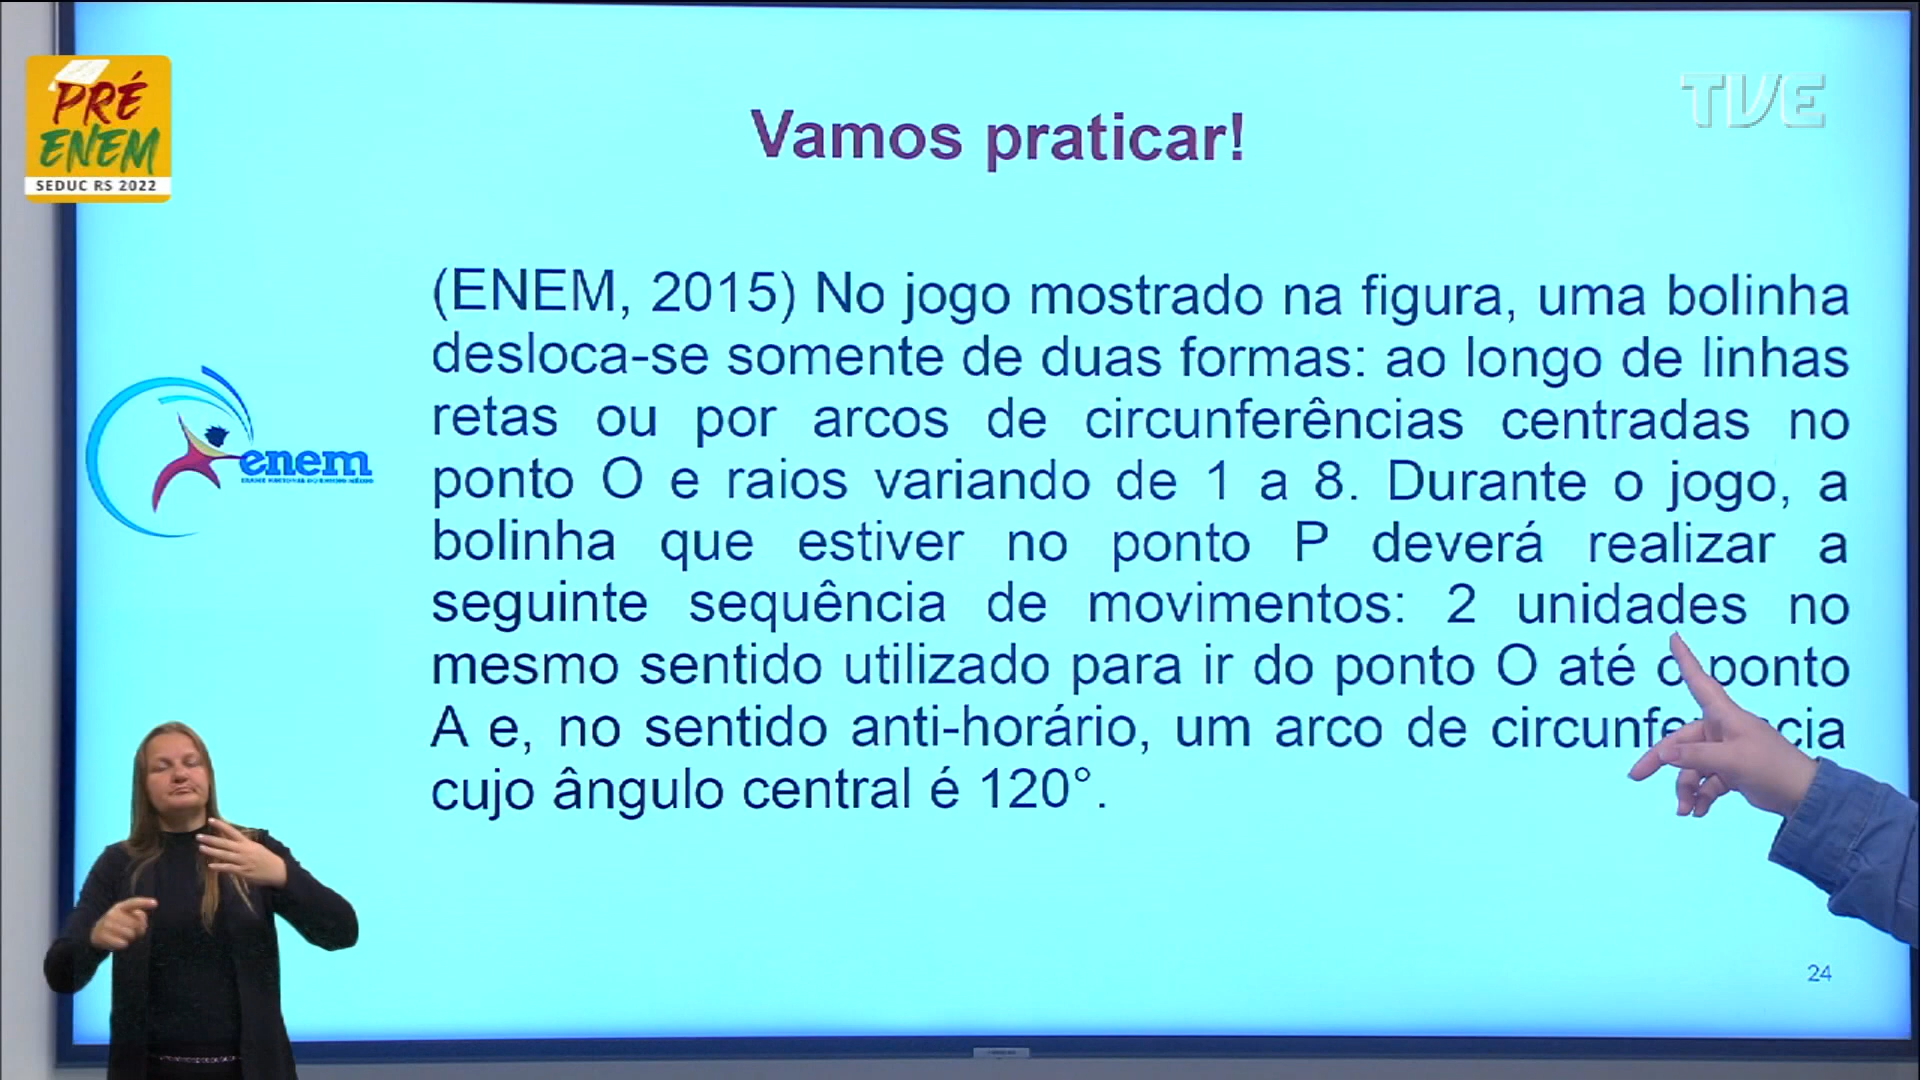 PRÉ
ENEM
SEDUC RS 2022
TVE
Vamos praticar!
(ENEM, 2015) No jogo mostrado na figura, uma bolinha
desloca-se somente de duas formas: ao longo de linhas
retas ou por arcos de circunferências centradas no
ponto O e raios variando de 1 a 8. Durante o jogo, a
bolinha que estiver no ponto P deverá realizar a
seguinte sequência de movimentos: 2 unidades no
mesmo sentido utilizado para ir do ponto O até o ponto
A e, no sentido anti-horário, um arco de
cujo ângulo central é 120°.
enem
EXAME NACIONAL DO ENSINO MÉDIO
24